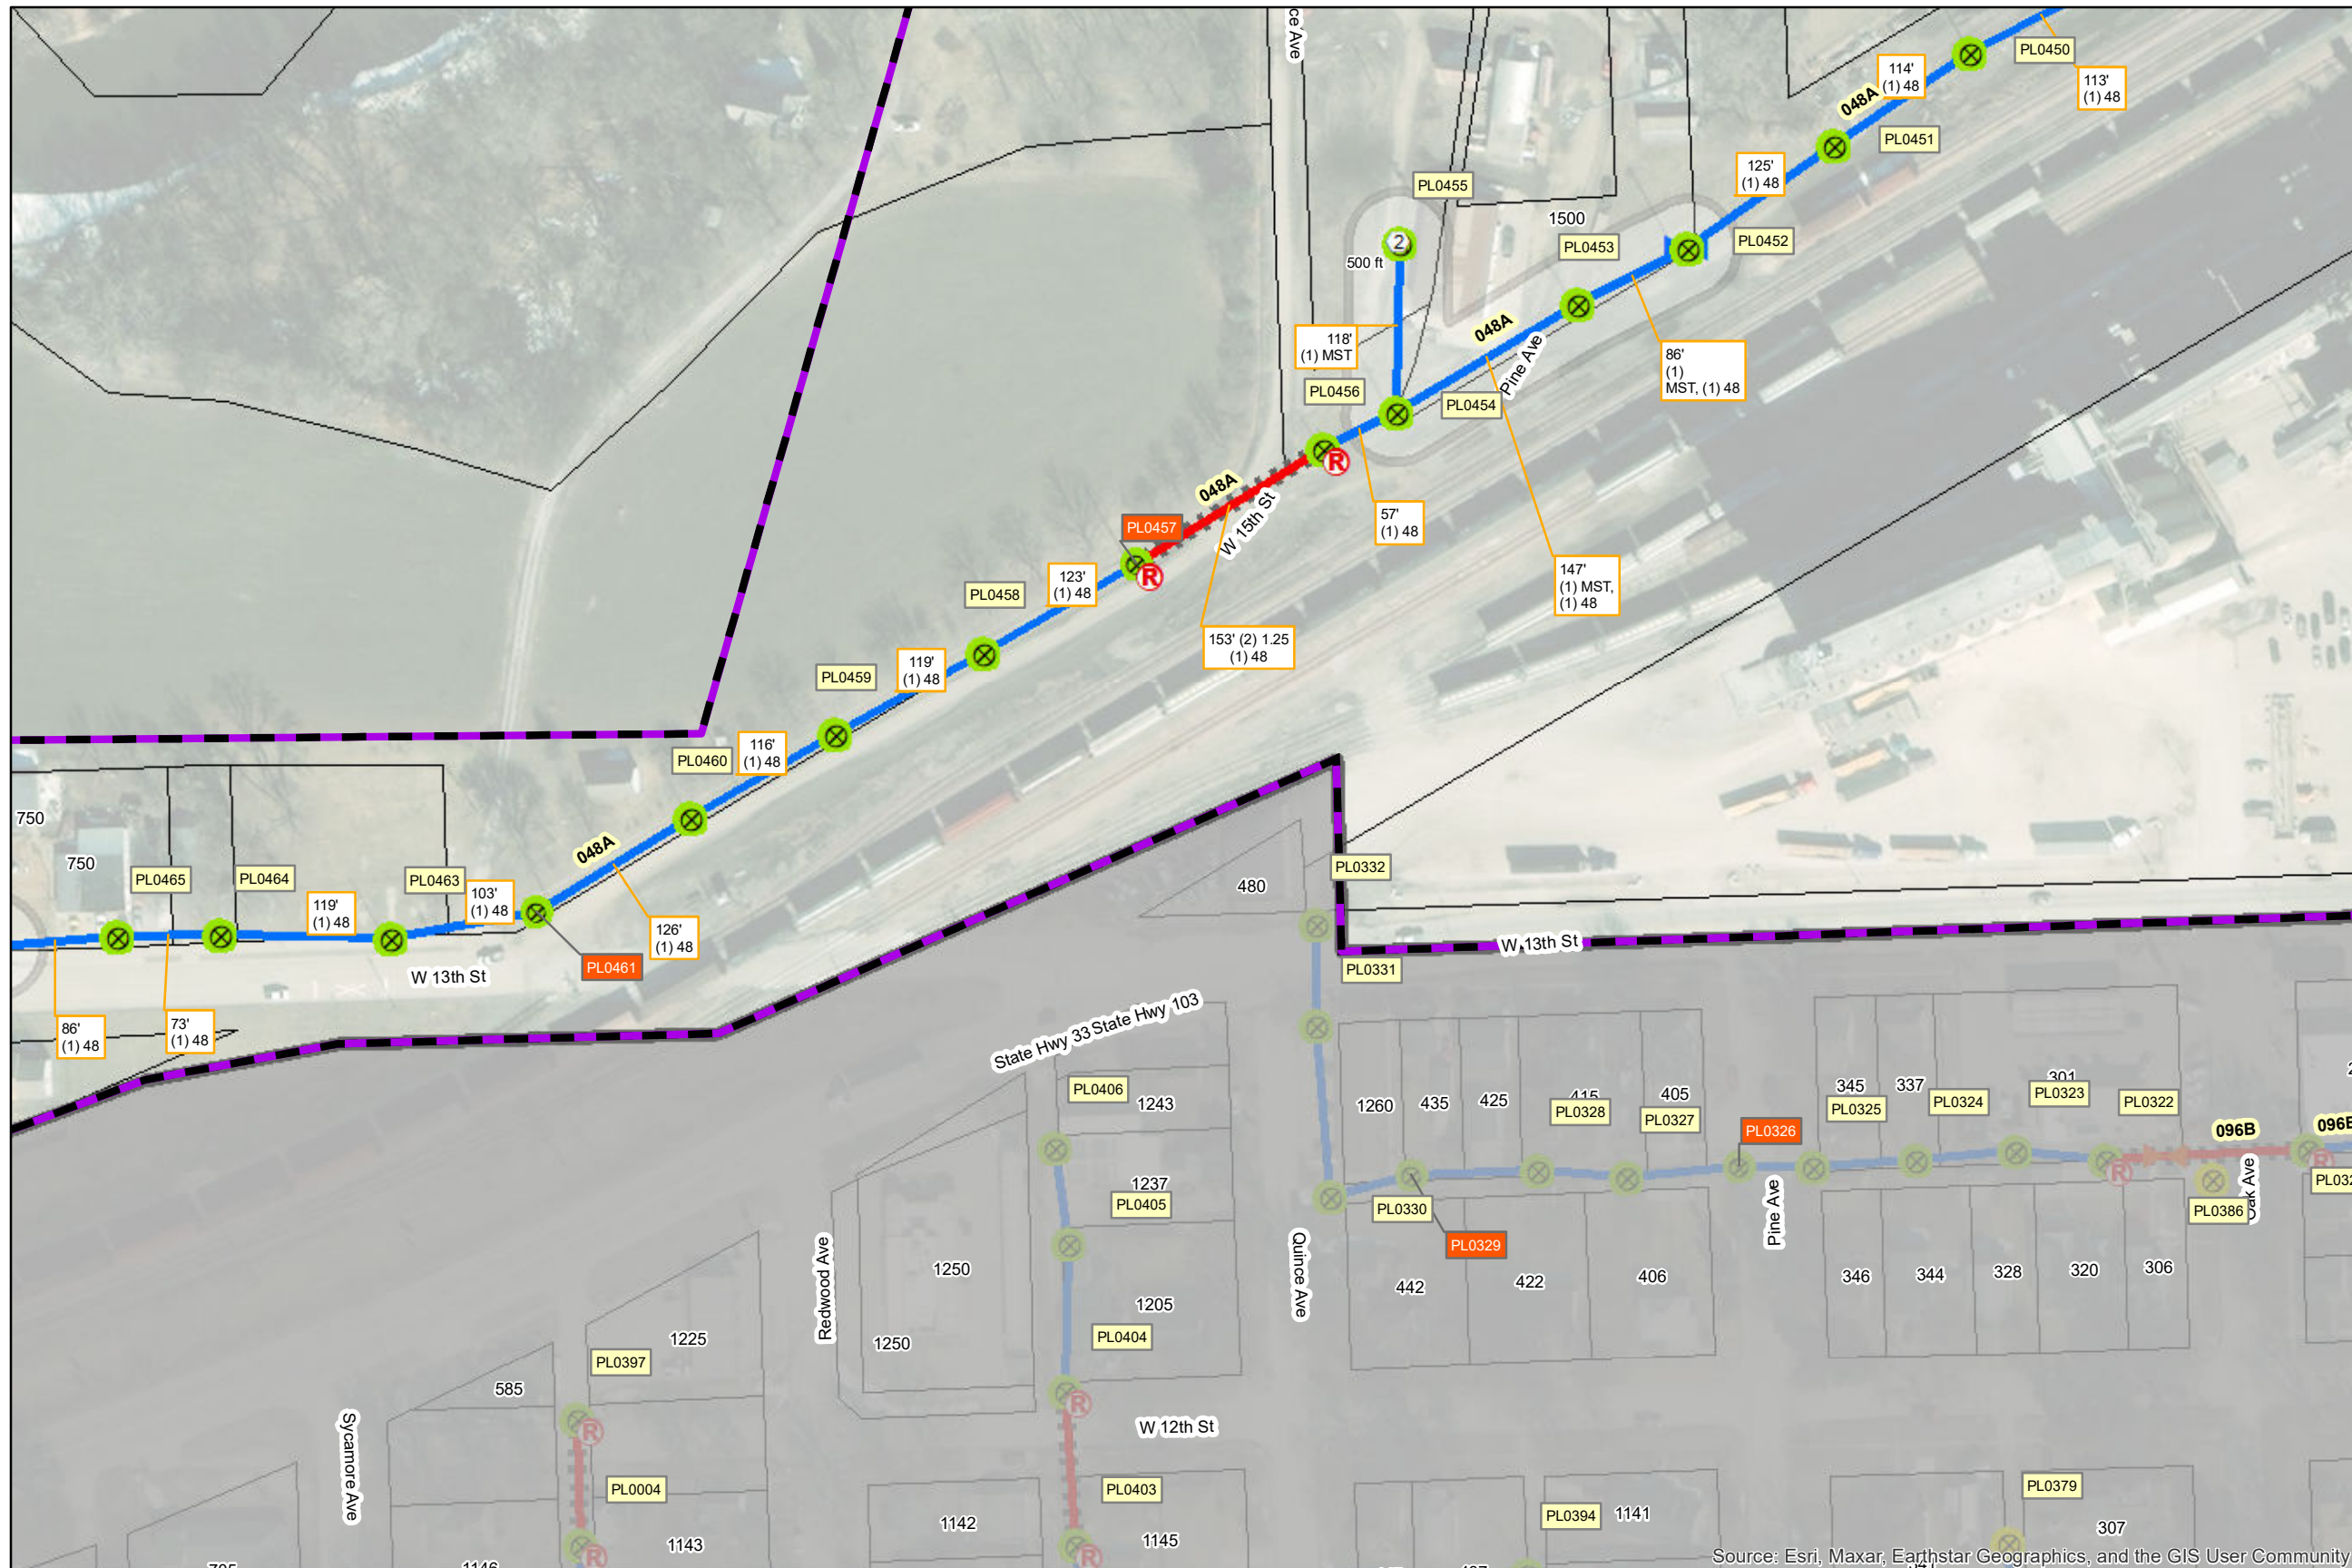 ce Ave
PL0450
114'
(1) 48
113'
(1) 48
048A
PL0451
125'
(1) 48
PL0455
1500
PL0453
PL0452
2
500 ft
048A
118'
(1) MST
Pine Ave
86'
(1)
MST, (1) 48
PL0456
PL0454
R
048A
W 15th St
57'
(1) 48
PL0457
R
147'
(1) MST,
(1) 48
123'
(1) 48
PL0458
153' (2) 1.25
(1) 48
119'
(1) 48
PL0459
116'
(1) 48
PL0460
750
750
048A
PL0465
PL0464
PL0463
103'
(1) 48
119'
(1) 48
126'
(1) 48
PL0461
W 13th St
86'
(1) 48
73'
(1) 48
PL0332
480
W 13th St
PL0331
State Hwy 33
State Hwy 103
PL0406
1243
1260
435
425
415
PL0328
405
PL0327
PL0326
345
PL0325
337
PL0324
301
PL0323
PL0322
096B
096B
R
R
Oak Ave
PL0386
PL032
1237
PL0405
PL0330
PL0329
Pine Ave
Redwood Ave
1250
1250
1205
PL0404
Quince Ave
442
422
406
346
344
328
320
306
1225
PL0397
585
R
R
W 12th St
Sycamore Ave
PL0004
PL0403
1142
1145
1143
1146
R
R
PL0394
1141
PL0379
307
Source: Esri, Maxar, Earthstar Geographics, and the GIS User Community